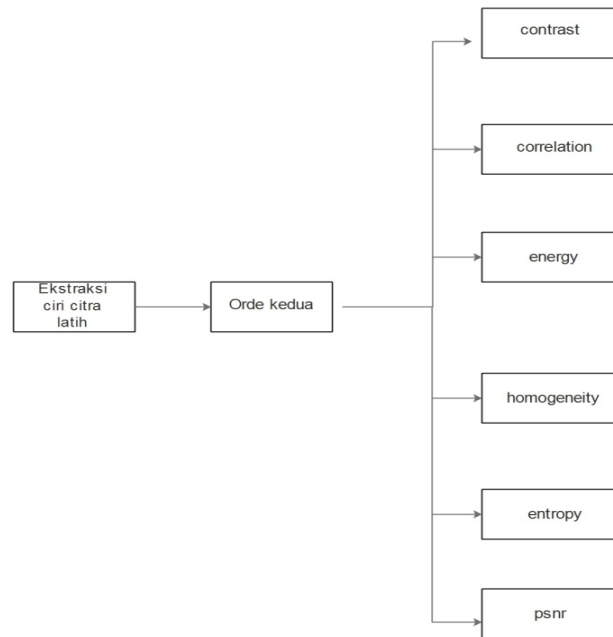 contrast
correlation
energy
Ekstraksi
ciri citra
latih
Orde kedua
homogeneity
entropy
psnr